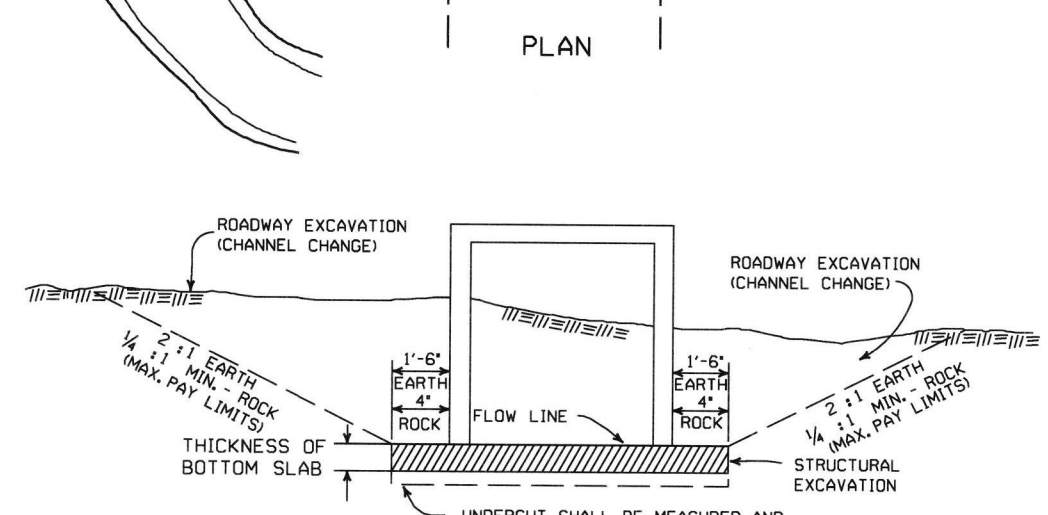 PLAN
ROADWAY EXCAVATION
(CHANNEL CHANGE)
ROADWAY EXCAVATION
(CHANNEL CHANGE)
2 :1 EARTH
1/4 :1 MIN. - ROCK
(MAX. PAY LIMITS)
1'-6"
EARTH
4"
ROCK
FLOW LINE
1'-6"
EARTH
4"
ROCK
2 :1 EARTH
1/4 :1 MIN. - ROCK
(MAX. PAY LIMITS)
THICKNESS OF
BOTTOM SLAB
STRUCTURAL
EXCAVATION
UNDERCUT SHALL BE MEASURED AND